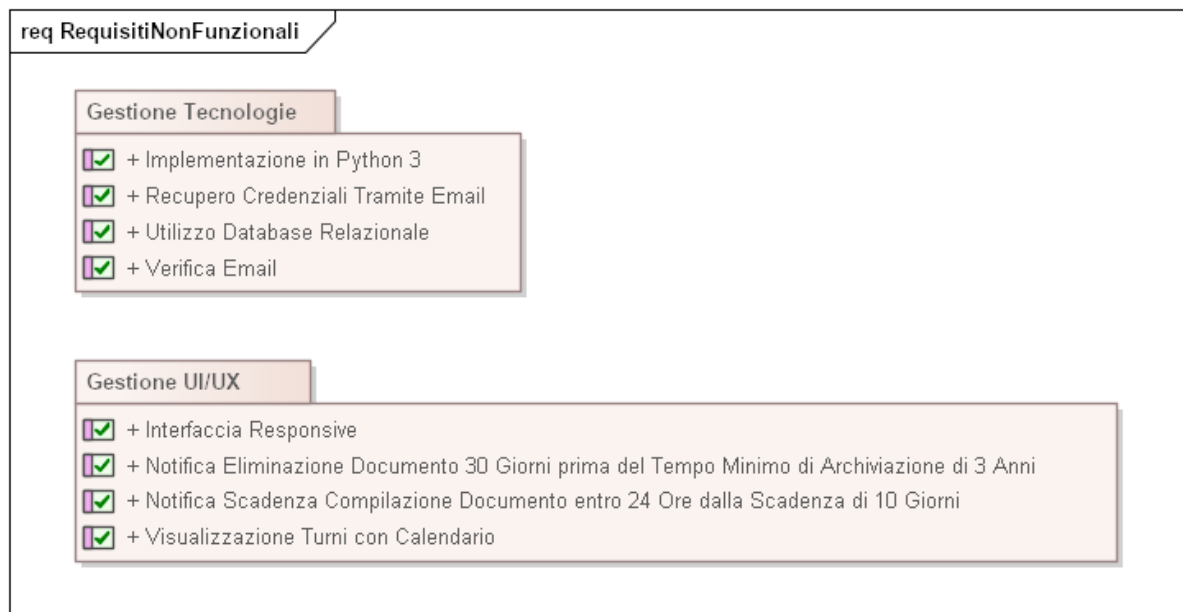 req RequisitiNonFunzionali
Gestione Tecnologie
+ Implementazione in Python 3
+ Recupero Credenziali Tramite Email
+ Utilizzo Database Relazionale
+ Verifica Email
Gestione UI/UX
+ Interfaccia Responsive
+ Notifica Eliminazione Documento 30 Giorni prima del Tempo Minimo di Archiviazione di 3 Anni
+ Notifica Scadenza Compilazione Documento entro 24 Ore dalla Scadenza di 10 Giorni
+ Visualizzazione Turni con Calendario